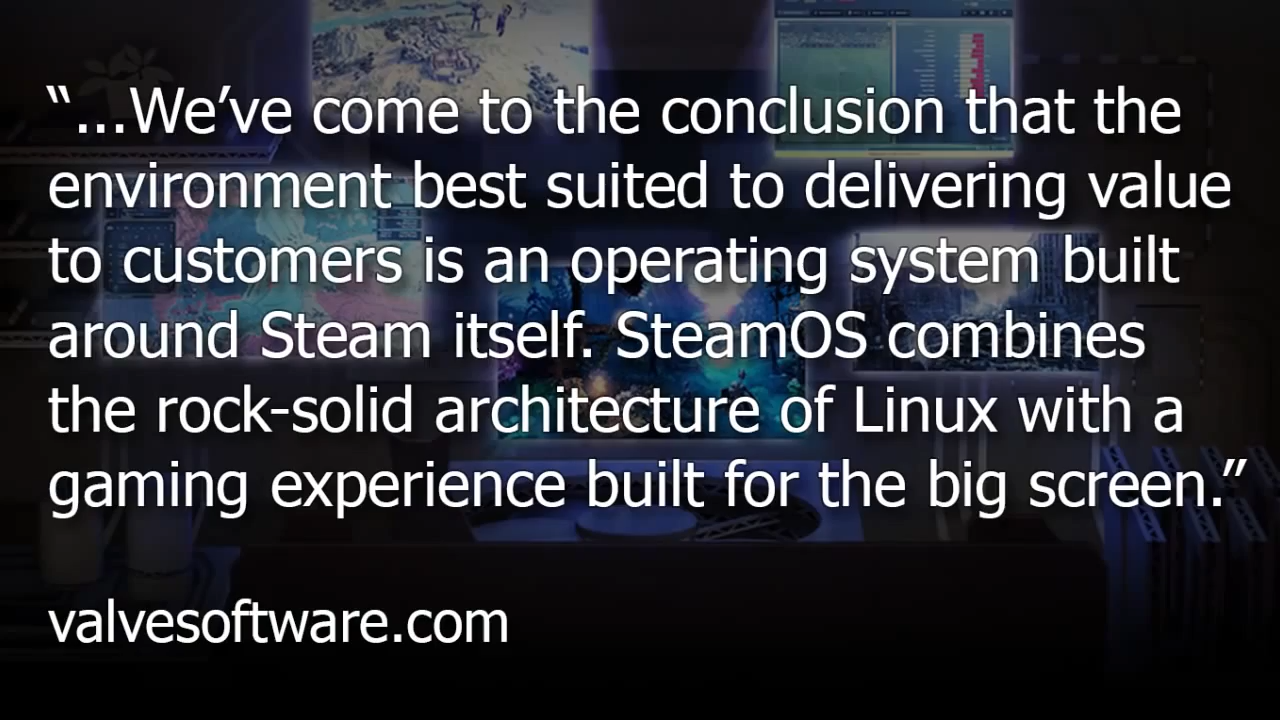 “...We’ve come to the conclusion that the
environment best suited to delivering value
to customers is an operating system built
around Steam itself. SteamOS combines
the rock-solid architecture of Linux with a
gaming experience built for the big screen.”
valvesoftware.com